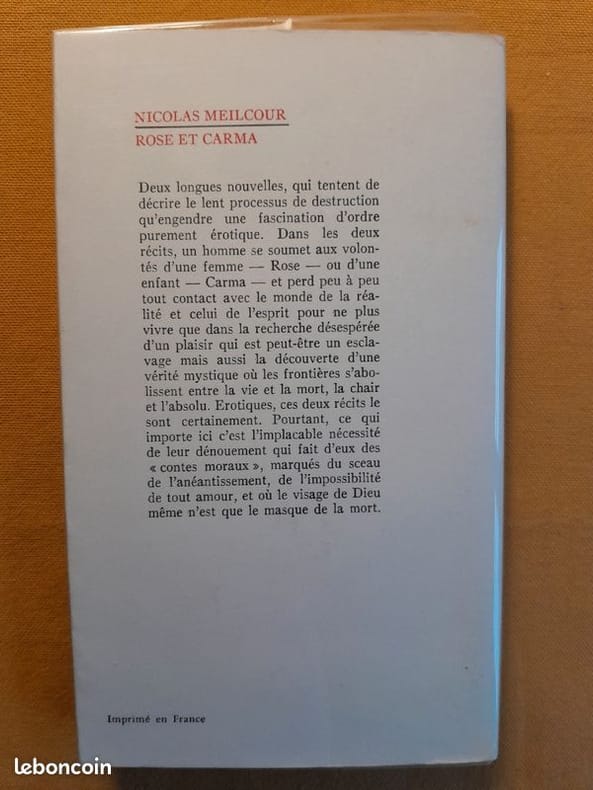 NICOLAS MEILCOUR
ROSE ET CARMA
Deux longues nouvelles, qui tentent de
décrire le lent processus de destruction
qu'engendre une fascination d'ordre
purement érotique. Dans les deux
récits, un homme se soumet aux volon-
tés d'une femme — Rose — ou d'une
enfant — Carma — et perd peu à peu
tout contact avec le monde de la réa-
lité et celui de l'esprit pour ne plus
vivre que dans la recherche désespérée
d'un plaisir qui est peut-être un escla-
vage mais aussi la découverte d'une
vérité mystique où les frontières s'abo-
lissent entre la vie et la mort, la chair
et l'absolu. Erotiques, ces deux récits le
sont certainement. Pourtant, ce qui
importe ici c'est l'implacable nécessité
de leur dénouement qui fait d'eux des
« contes moraux », marqués du sceau
de l'anéantissement, de l'impossibilité
de tout amour, et où le visage de Dieu
même n'est que le masque de la mort.
Imprimé en France
leboncoin